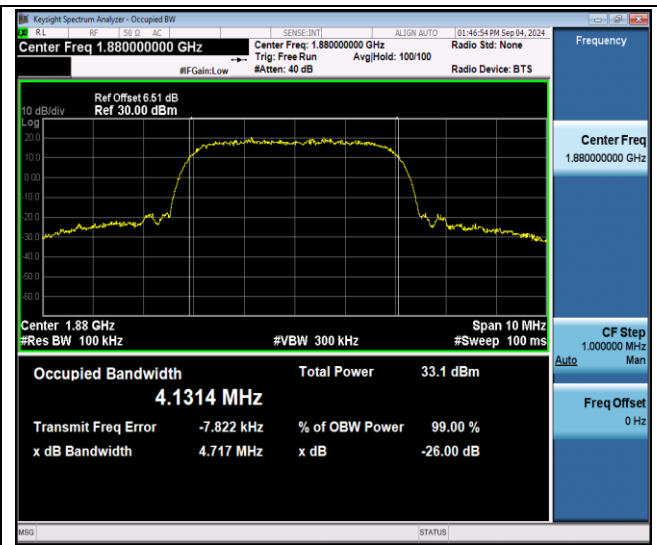 Keysight Spectrum Analyzer - Occupied BW
LXI RL RF 50 Ω AC SENSE:INT ALIGN AUTO 01:46:54 PM Sep 04, 2024
Center Freq 1.880000000 GHz
Center Freq: 1.880000000 GHz
Radio Std: None
Frequency
Trig: Free Run
Avg|Hold: 100/100
#IFGain:Low
#Atten: 40 dB
Radio Device: BTS
Ref Offset 6.51 dB
10 dB/div Ref 30.00 dBm
Log
20.0
10.0
0.00
-10.0
-20.0
-30.0
-40.0
-50.0
-60.0
Center 1.88 GHz
Span 10 MHz
#Res BW 100 kHz
#VBW 300 kHz
#Sweep 100 ms
Occupied Bandwidth
4.1314 MHz
Total Power 33.1 dBm
Transmit Freq Error -7.822 kHz
% of OBW Power 99.00 %
x dB Bandwidth 4.717 MHz
x dB -26.00 dB
Center Freq
1.880000000 GHz
CF Step
1.000000 MHz
Auto Man
Freq Offset
0 Hz
MSG
STATUS